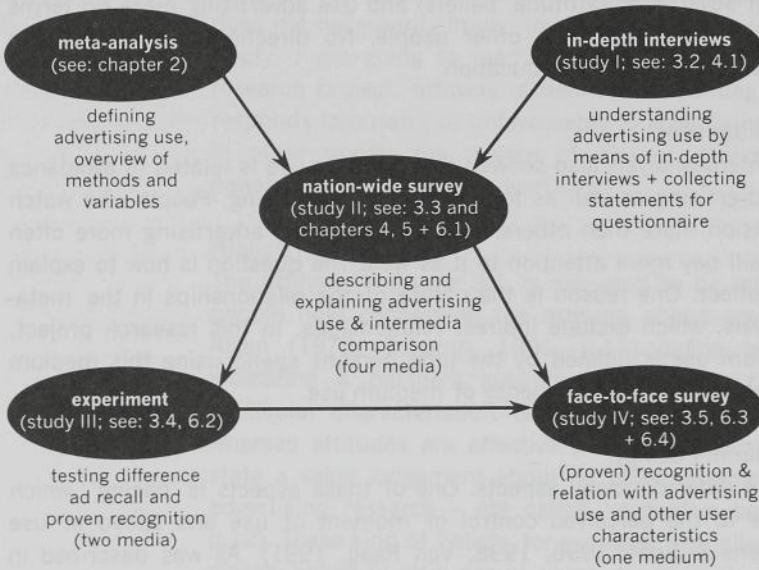 meta-analysis
(see: chapter 2)
in-depth interviews
(study I; see: 3.2, 4.1)
defining
advertising use,
overview of
methods and
variables
understanding
advertising use by
means of in-depth
interviews + collecting
statements for
questionnaire
nation-wide survey
(study II; see: 3.3 and
chapters 4, 5 + 6.1)
describing and
explaining advertising
use & intermedia
comparison
(four media)
experiment
(study III; see: 3.4, 6.2)
face-to-face survey
(study IV; see: 3.5, 6.3
+ 6.4)
testing difference
ad recall and
proven recognition
(two media)
(proven) recognition &
relation with advertising
use and other user
characteristics
(one medium)